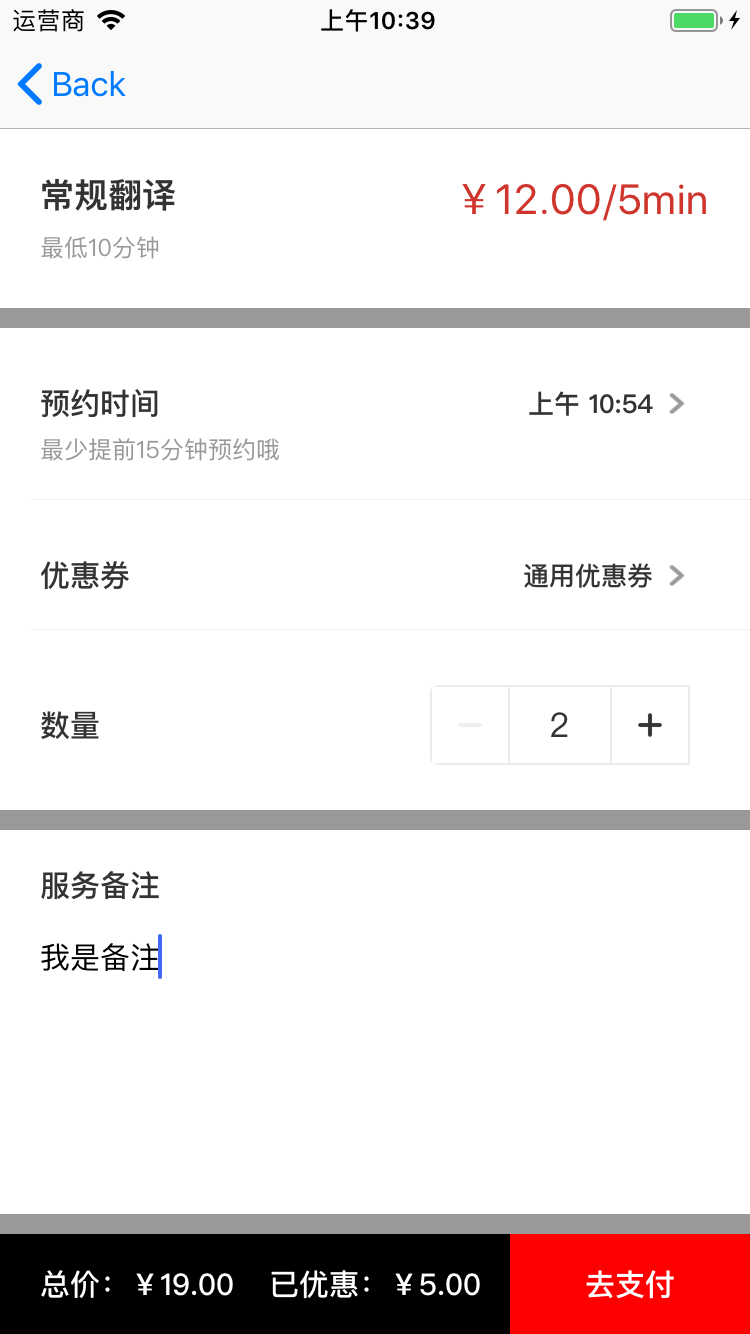 运营商 上午10:39
Back
常规翻译 ￥12.00/5min
最低10分钟
预约时间 上午 10:54
最少提前15分钟预约哦
优惠券 通用优惠券
数量 2
服务备注
我是备注
总价：￥19.00 已优惠：￥5.00 去支付